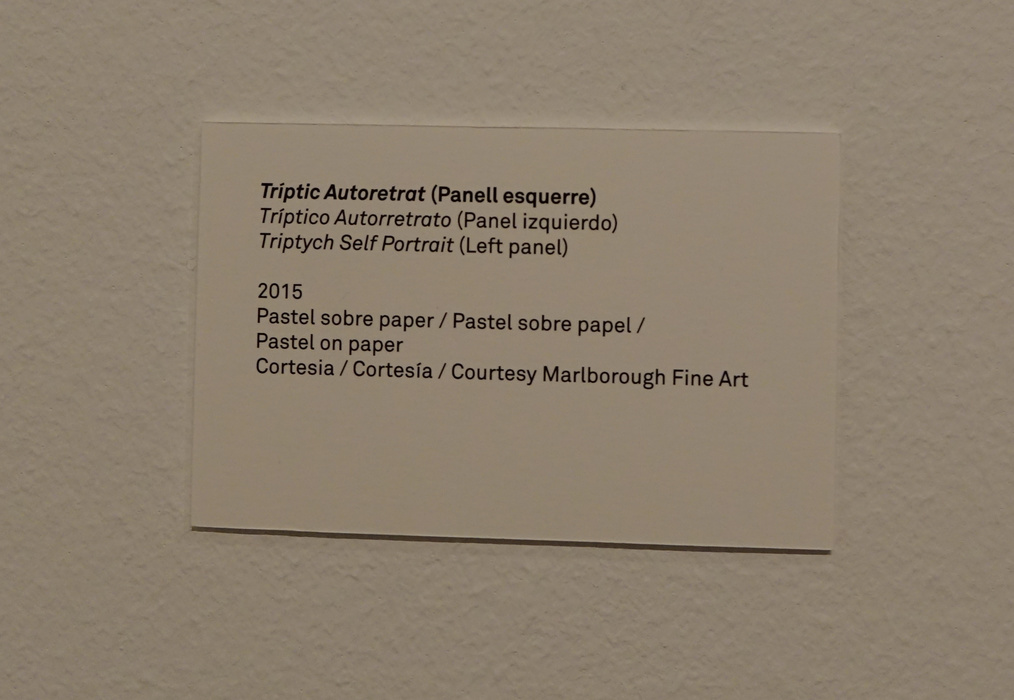 Tríptic Autoretrat (Panell esquerre)
Tríptico Autorretrato (Panel izquierdo)
Triptych Self Portrait (Left panel)
2015
Pastel sobre paper / Pastel sobre papel /
Pastel on paper
Cortesia / Cortesía / Courtesy Marlborough Fine Art